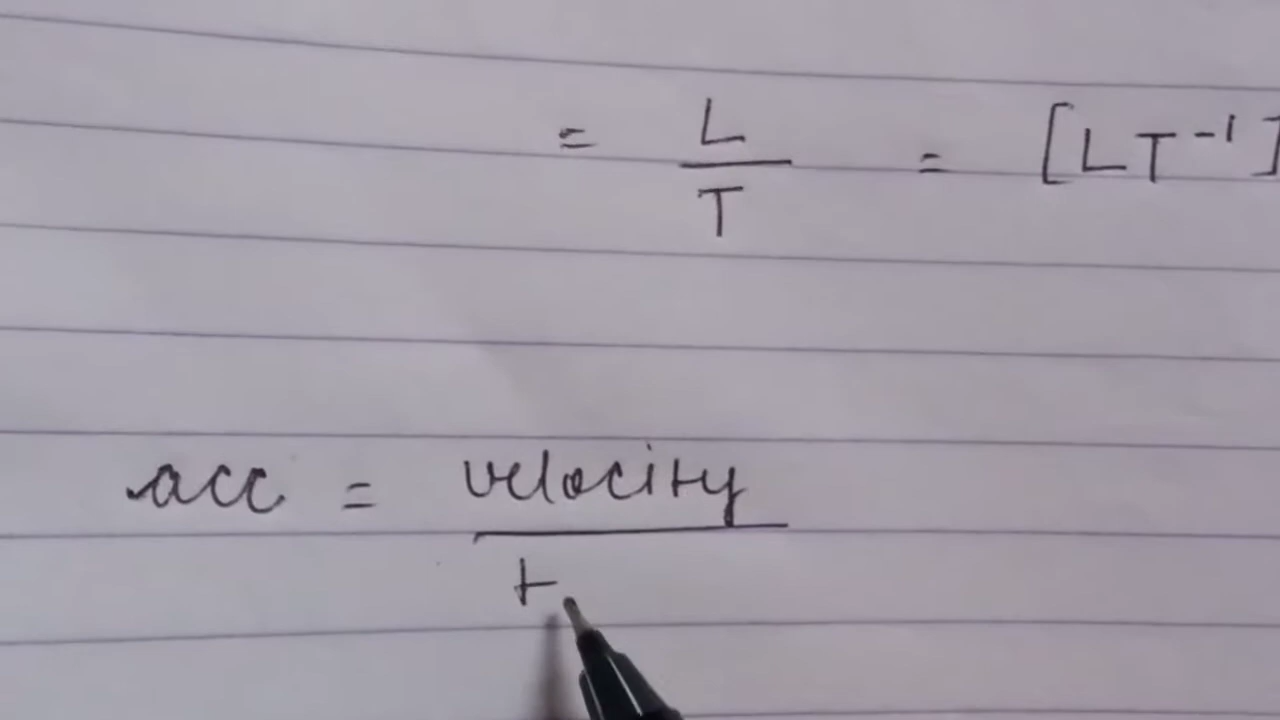 = L/T = [LT⁻¹]
acc = velocity
t